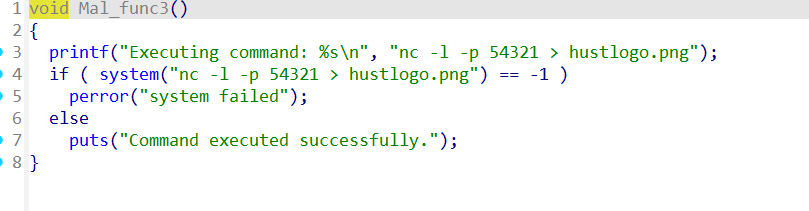 1 void Mal_func3()
2 {
3   printf("Executing command: %s\n", "nc -l -p 54321 > hustlogo.png");
4   if ( system("nc -l -p 54321 > hustlogo.png") == -1 )
5     perror("system failed");
6   else
7     puts("Command executed successfully.");
8 }